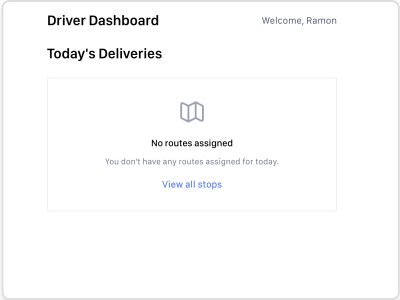 Driver Dashboard
Welcome, Ramon
Today's Deliveries
No routes assigned
You don't have any routes assigned for today.
View all stops